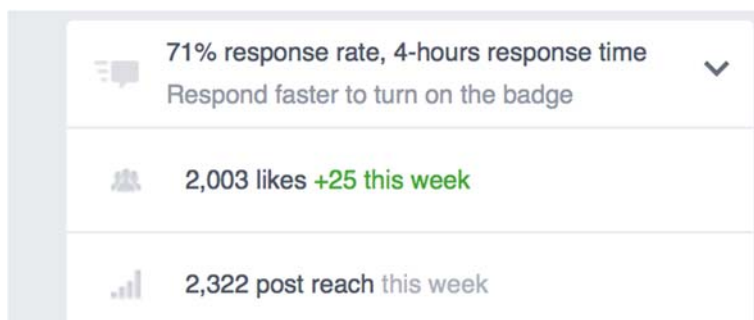 71% response rate, 4-hours response time
Respond faster to turn on the badge
2,003 likes +25 this week
2,322 post reach this week